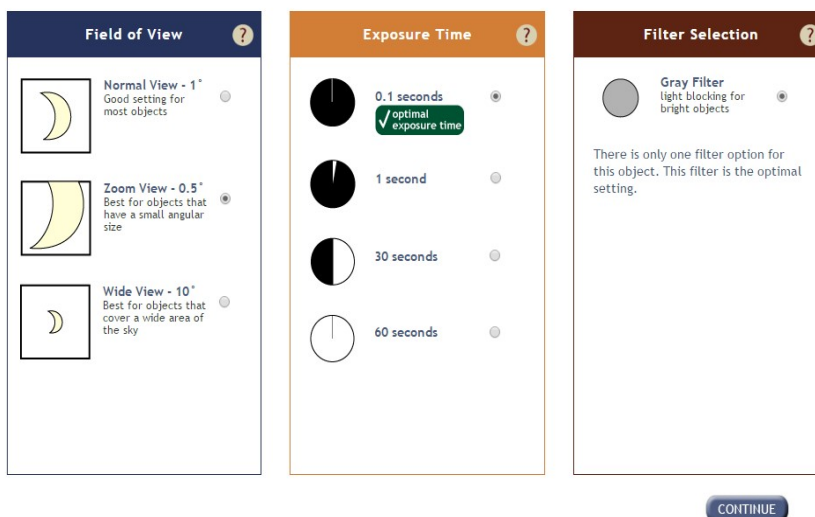 Field of View ?
Normal View - 1°
Good setting for
most objects
Zoom View - 0.5°
Best for objects that
have a small angular
size
Wide View - 10°
Best for objects that
cover a wide area of
the sky
Exposure Time ?
0.1 seconds
✓ optimal
exposure time
1 second
30 seconds
60 seconds
Filter Selection ?
Gray Filter
light blocking for
bright objects
There is only one filter option for
this object. This filter is the optimal
setting.
CONTINUE